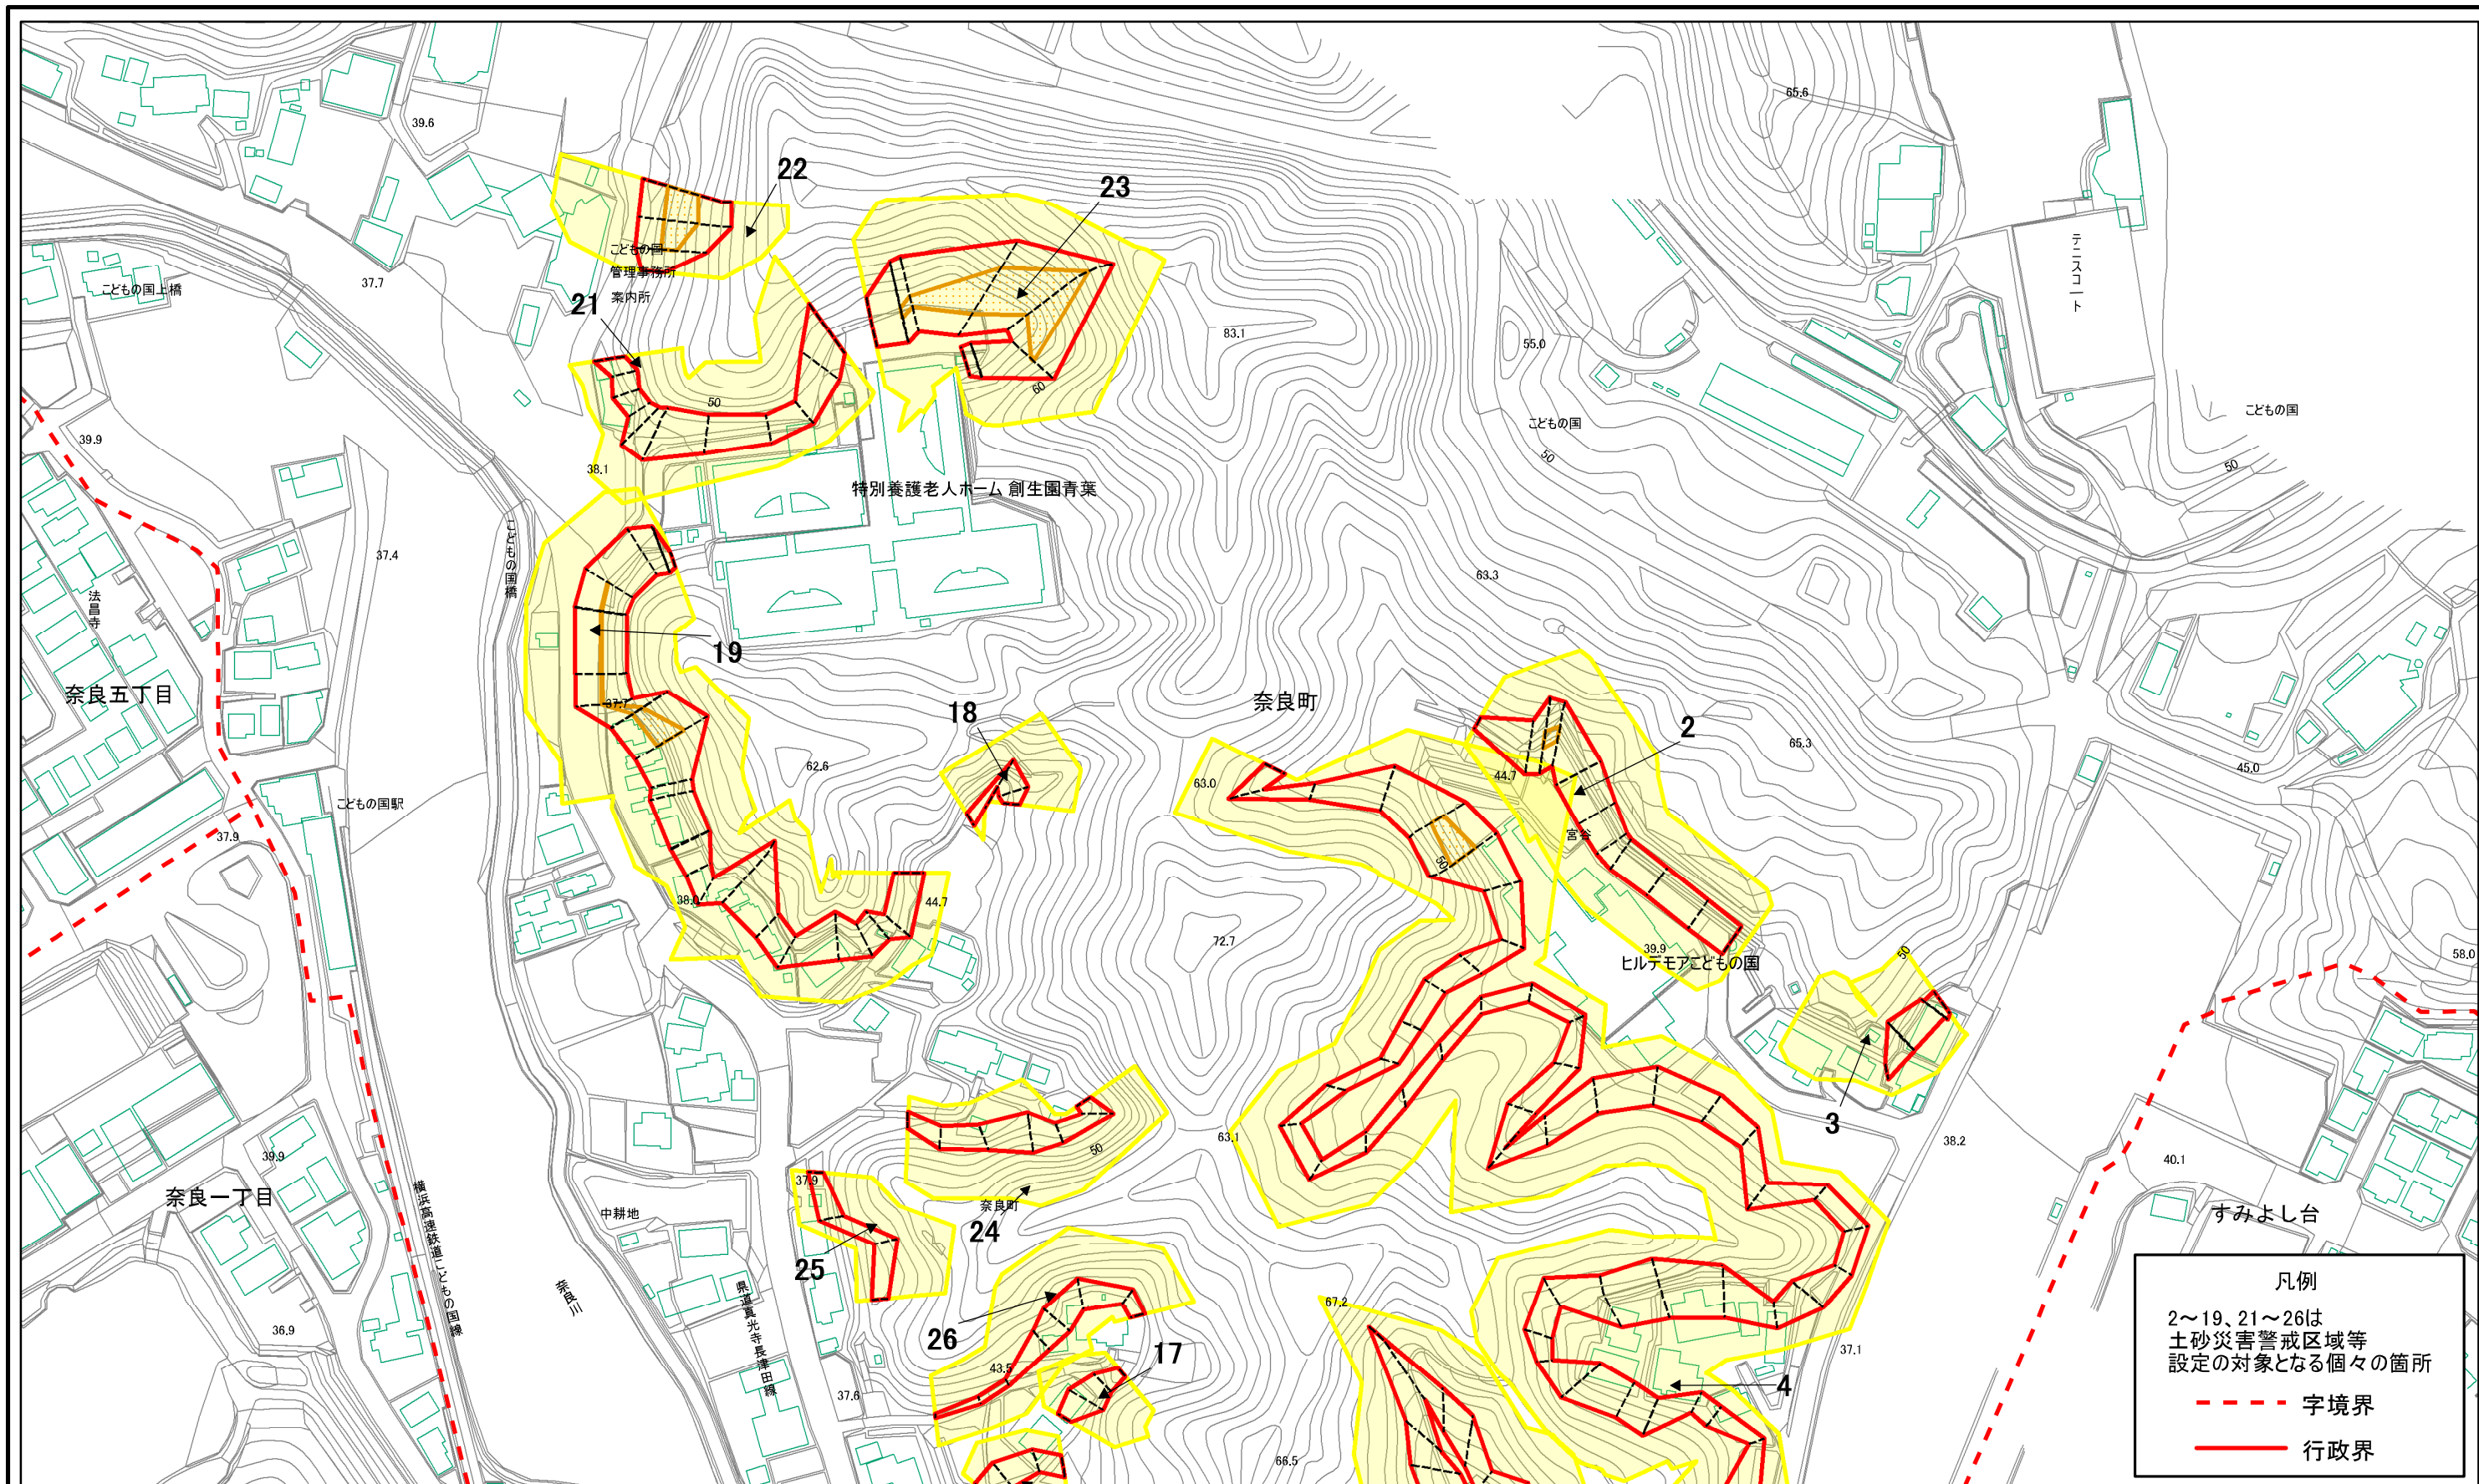 65.6
39.6
22
23
こどもの国
管理事務所
案内所
21
37.7
こどもの国上橋
テニスコート
83.1
55.0
60
50
こどもの国
こどもの国
50
50
39.9
38.1
特別養護老人ホーム 創生園青葉
こどもの国橋
37.4
法昌寺
63.3
19
奈良五丁目
37.7
奈良町
18
2
62.6
65.3
63.0
44.7
45.0
こどもの国駅
37.9
宮谷
50
38.0
44.7
72.7
39.9
ヒルデモアこどもの国
50
58.0
3
63.1
38.2
50
39.9
40.1
奈良一丁目
37.9
奈良町
24
中耕地
すみよし台
25
横浜高速鉄道こどもの国線
奈良川
県道真光寺長津田線
36.9
67.2
26
17
43.5
37.6
37.1
4
66.5
凡例
2～19、21～26は
土砂災害警戒区域等
設定の対象となる個々の箇所
字境界
行政界